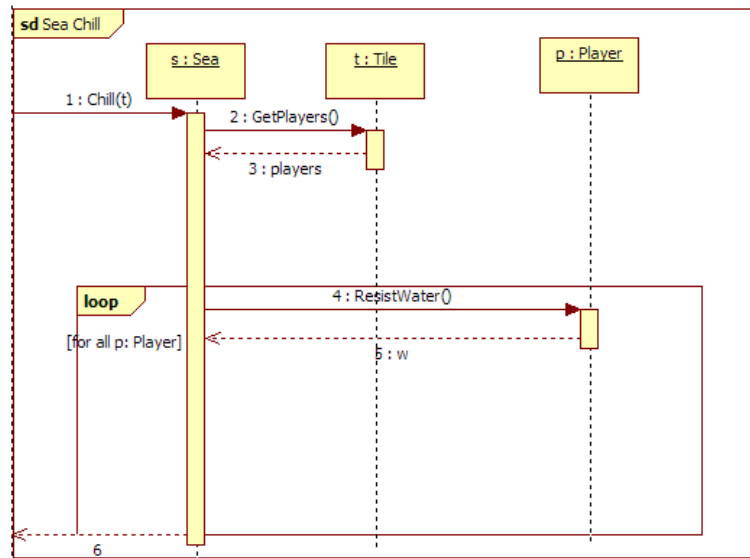 sd Sea Chill
s : Sea
t : Tile
p : Player
1 : Chill(t)
2 : GetPlayers()
3 : players
loop
4 : ResistWater()
[for all p: Player]
5 : w
6